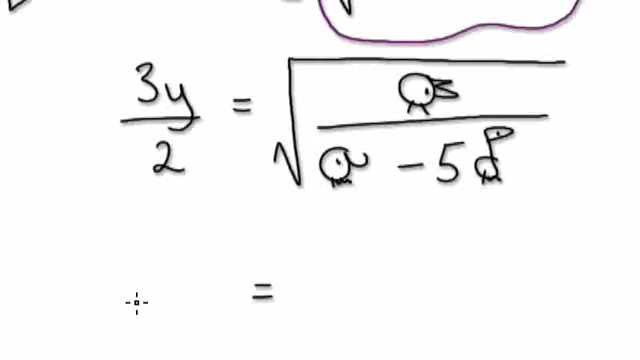 3y/2 = √( / − 5 )
=